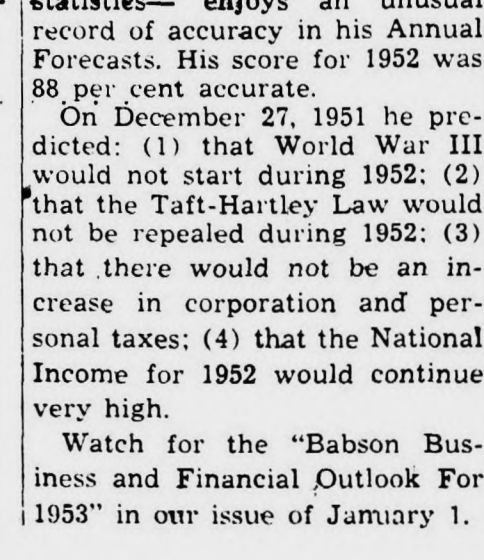 statistics— enjoys an unusual
record of accuracy in his Annual
Forecasts. His score for 1952 was
88 per cent accurate.
On December 27, 1951 he pre-
dicted: (1) that World War III
would not start during 1952; (2)
that the Taft-Hartley Law would
not be repealed during 1952; (3)
that there would not be an in-
crease in corporation and per-
sonal taxes; (4) that the National
Income for 1952 would continue
very high.
Watch for the "Babson Bus-
iness and Financial Outlook For
1953" in our issue of January 1.